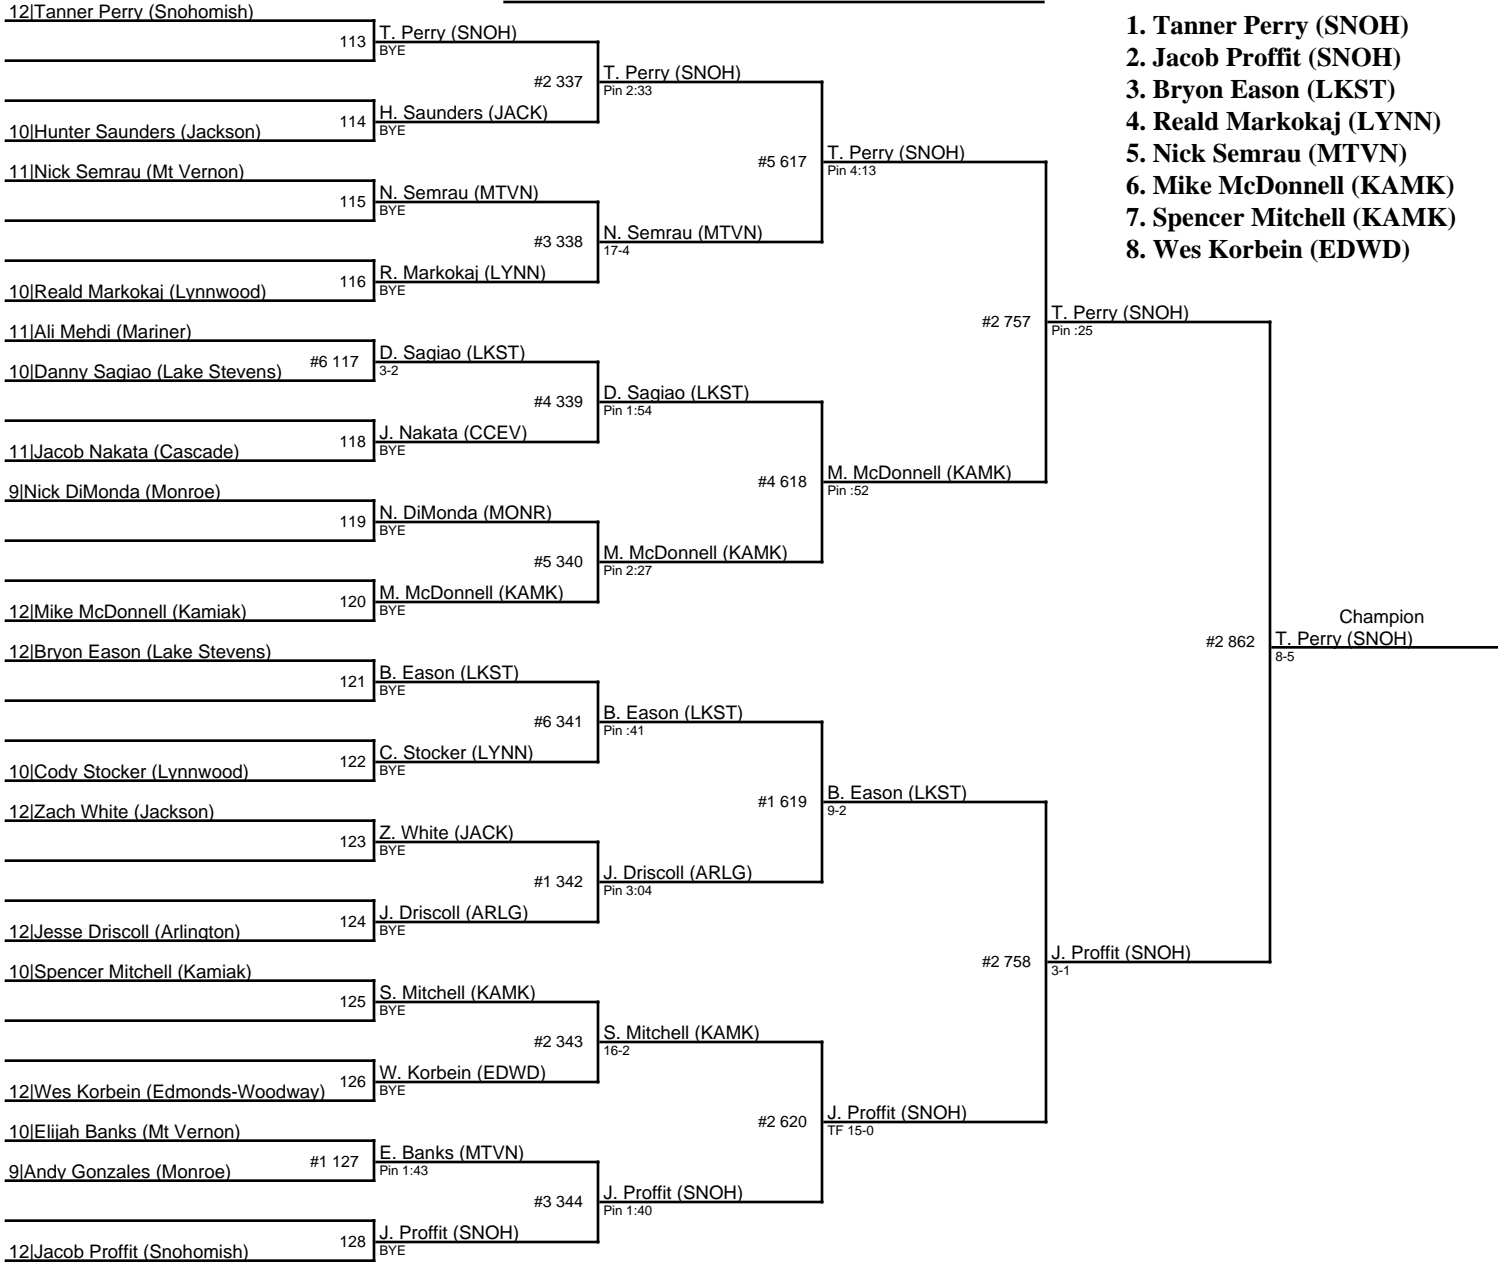 12|Tanner Perry (Snohomish)
113
T. Perry (SNOH)
BYE
#2 337
T. Perry (SNOH)
Pin 2:33
10|Hunter Saunders (Jackson)
114
H. Saunders (JACK)
BYE
#5 617
T. Perry (SNOH)
Pin 4:13
11|Nick Semrau (Mt Vernon)
115
N. Semrau (MTVN)
BYE
#3 338
N. Semrau (MTVN)
17-4
10|Reald Markokaj (Lynnwood)
116
R. Markokaj (LYNN)
BYE
#2 757
T. Perry (SNOH)
Pin :25
11|Ali Mehdi (Mariner)
10|Danny Sagiao (Lake Stevens)
#6 117
D. Sagiao (LKST)
3-2
#4 339
D. Sagiao (LKST)
Pin 1:54
11|Jacob Nakata (Cascade)
118
J. Nakata (CCEV)
BYE
#4 618
M. McDonnell (KAMK)
Pin :52
9|Nick DiMonda (Monroe)
119
N. DiMonda (MONR)
BYE
#5 340
M. McDonnell (KAMK)
Pin 2:27
12|Mike McDonnell (Kamiak)
120
M. McDonnell (KAMK)
BYE
#2 862
Champion
T. Perry (SNOH)
8-5
12|Bryon Eason (Lake Stevens)
121
B. Eason (LKST)
BYE
#6 341
B. Eason (LKST)
Pin :41
10|Cody Stocker (Lynnwood)
122
C. Stocker (LYNN)
BYE
#1 619
B. Eason (LKST)
9-2
12|Zach White (Jackson)
123
Z. White (JACK)
BYE
#1 342
J. Driscoll (ARLG)
Pin 3:04
12|Jesse Driscoll (Arlington)
124
J. Driscoll (ARLG)
BYE
#2 758
J. Proffit (SNOH)
3-1
10|Spencer Mitchell (Kamiak)
125
S. Mitchell (KAMK)
BYE
#2 343
S. Mitchell (KAMK)
16-2
12|Wes Korbein (Edmonds-Woodway)
126
W. Korbein (EDWD)
BYE
#2 620
J. Proffit (SNOH)
TF 15-0
10|Elijah Banks (Mt Vernon)
9|Andy Gonzales (Monroe)
#1 127
E. Banks (MTVN)
Pin 1:43
#3 344
J. Proffit (SNOH)
Pin 1:40
12|Jacob Proffit (Snohomish)
128
J. Proffit (SNOH)
BYE
1. Tanner Perry (SNOH)
2. Jacob Proffit (SNOH)
3. Bryon Eason (LKST)
4. Reald Markokaj (LYNN)
5. Nick Semrau (MTVN)
6. Mike McDonnell (KAMK)
7. Spencer Mitchell (KAMK)
8. Wes Korbein (EDWD)